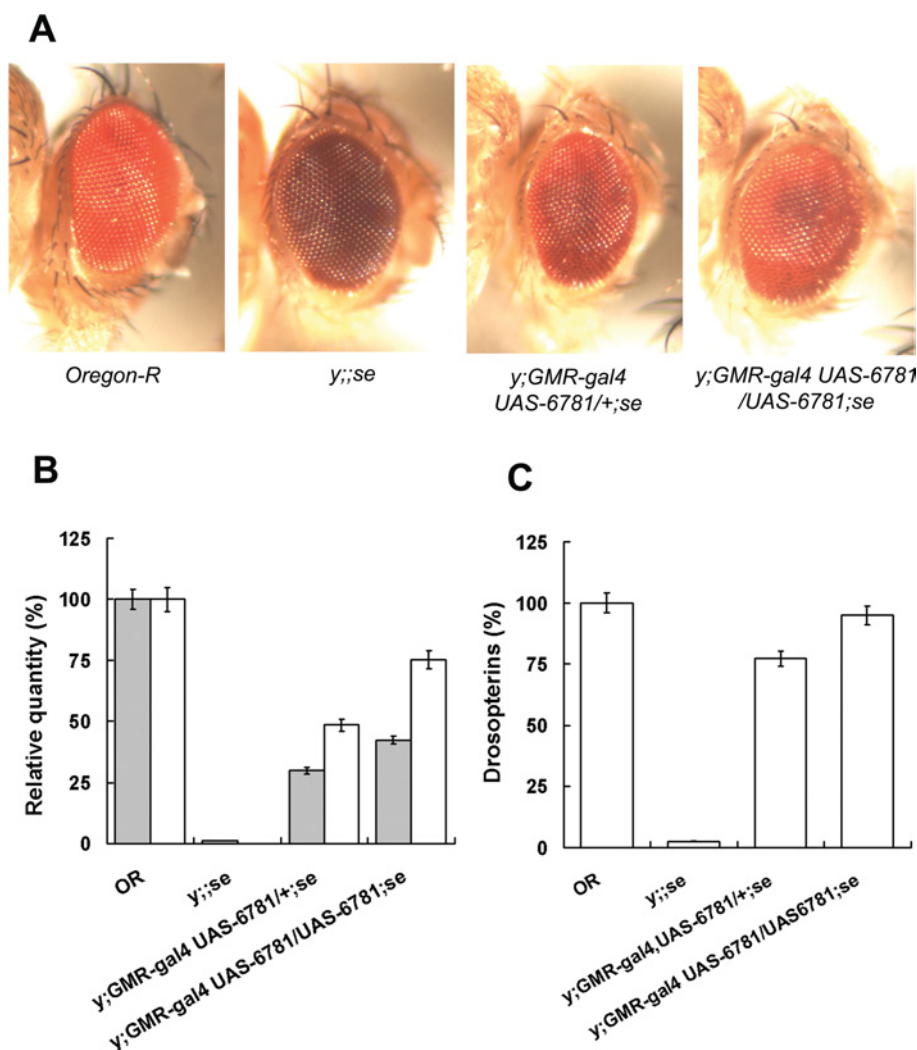 A
Oregon-R
y;;se
y;GMR-gal4
UAS-6781/+;se
y;GMR-gal4 UAS-6781
/UAS-6781;se
B
Relative quantity (%)
125
100
75
50
25
0
OR
y;;se
y;GMR-gal4 UAS-6781/+;se
y;GMR-gal4 UAS-6781/UAS-6781;se
C
Drosopterins (%)
125
100
75
50
25
0
OR
y;;se
y;GMR-gal4,UAS-6781/+;se
y;GMR-gal4 UAS-6781/UAS6781;se